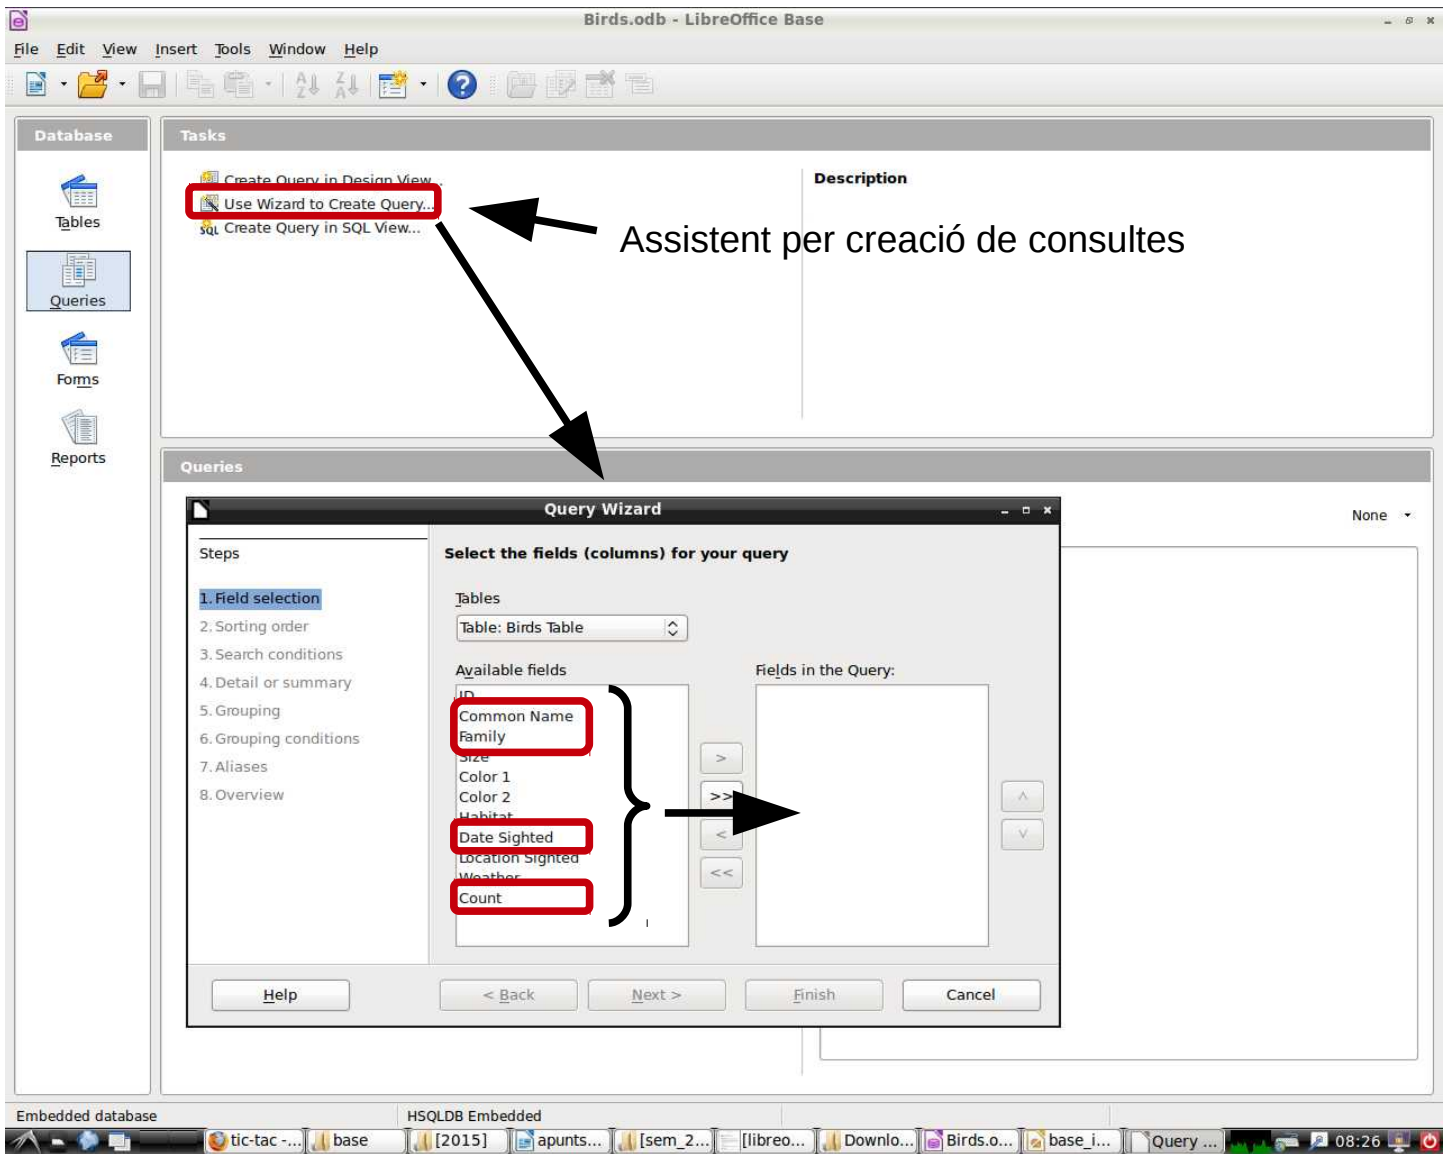 Birds.odb - LibreOffice Base
File Edit View Insert Tools Window Help
Database
Tables
Queries
Forms
Reports
Tasks
Create Query in Design View...
Use Wizard to Create Query...
SQL Create Query in SQL View...
Description
Assistent per creació de consultes
Queries
None
Query Wizard
Steps
1. Field selection
2. Sorting order
3. Search conditions
4. Detail or summary
5. Grouping
6. Grouping conditions
7. Aliases
8. Overview
Select the fields (columns) for your query
Tables
Table: Birds Table
Available fields
ID
Common Name
Family
Size
Color 1
Color 2
Habitat
Date Sighted
Location Sighted
Weather
Count
>
>>
<
<<
Fields in the Query:
Help
< Back
Next >
Finish
Cancel
Embedded database
HSQLDB Embedded
tic-tac -... base [2015] apunts... [sem_2... [libreo... Downlo... Birds.o... base_i... Query ... 08:26